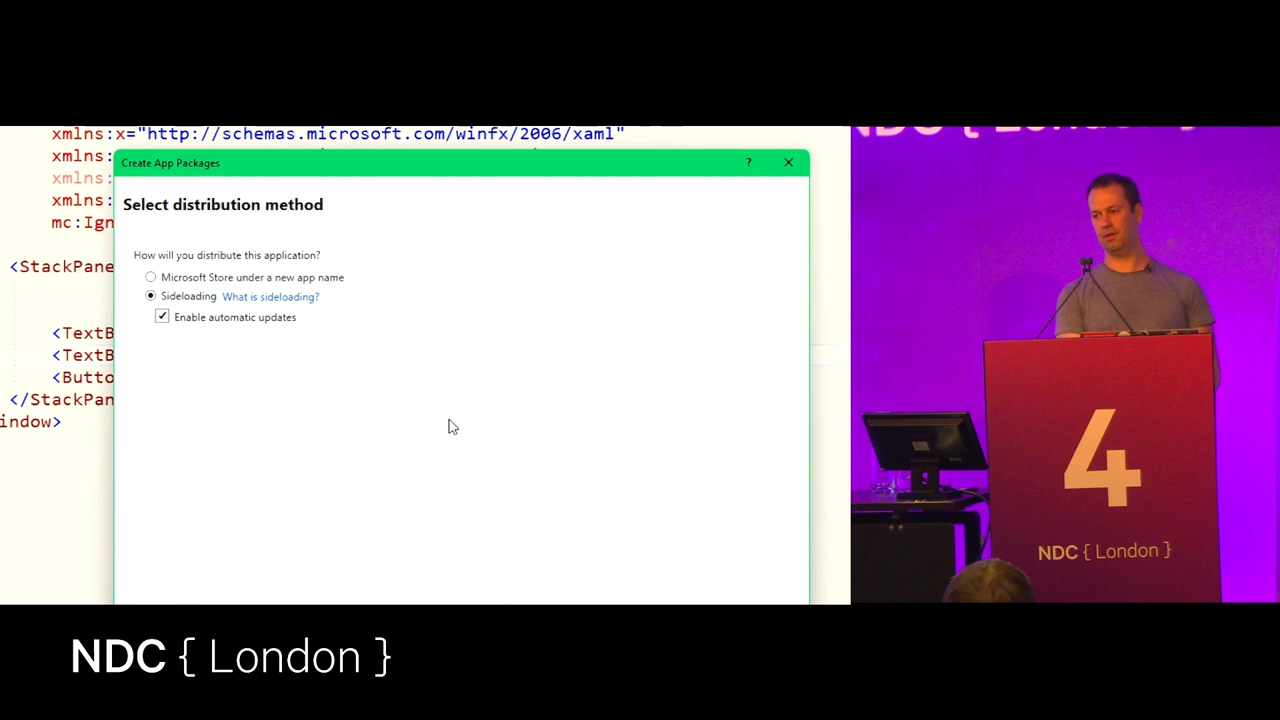 xmlns:x="http://schemas.microsoft.com/winfx/2006/xaml"
xmlns:
xmlns:
xmlns:
mc:Ign
<StackPane
<TextB
<TextB
<Butto
</StackPan
indow>
Create App Packages
?
Select distribution method
How will you distribute this application?
Microsoft Store under a new app name
Sideloading What is sideloading?
Enable automatic updates
NDC { London }
4
NDC { London }
NDC { London }